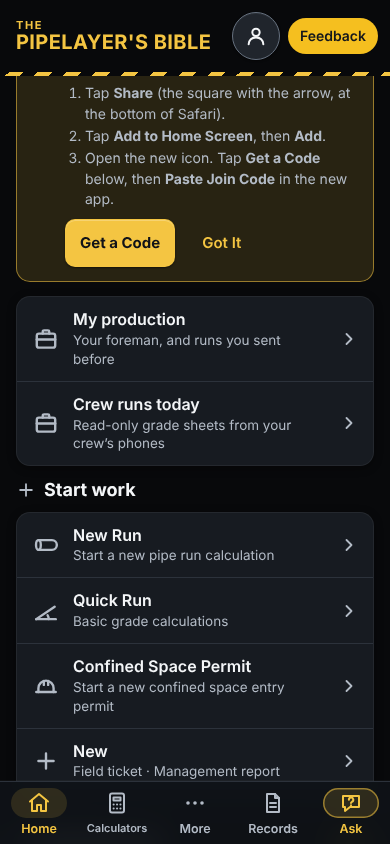 THE
PIPELAYER'S BIBLE
Feedback
1. Tap Share (the square with the arrow, at
the bottom of Safari).
2. Tap Add to Home Screen, then Add.
3. Open the new icon. Tap Get a Code
below, then Paste Join Code in the new
app.
Get a Code
Got It
My production
Your foreman, and runs you sent
before
Crew runs today
Read-only grade sheets from your
crew's phones
Start work
New Run
Start a new pipe run calculation
Quick Run
Basic grade calculations
Confined Space Permit
Start a new confined space entry
permit
New
Field ticket · Management report
Home
Calculators
More
Records
Ask